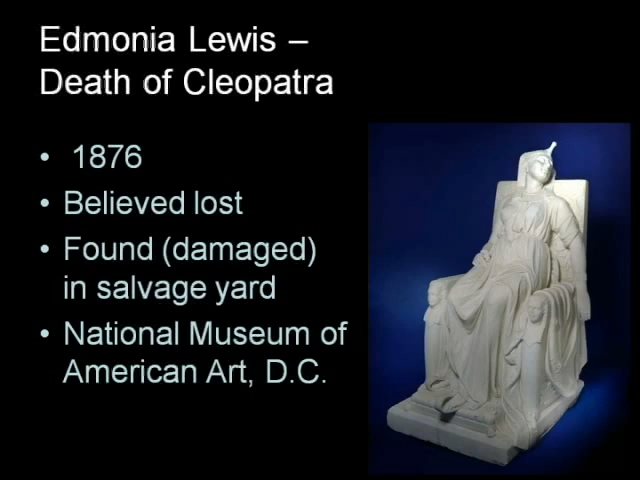 Edmonia Lewis –
Death of Cleopatra
• 1876
• Believed lost
• Found (damaged)
in salvage yard
• National Museum of
American Art, D.C.